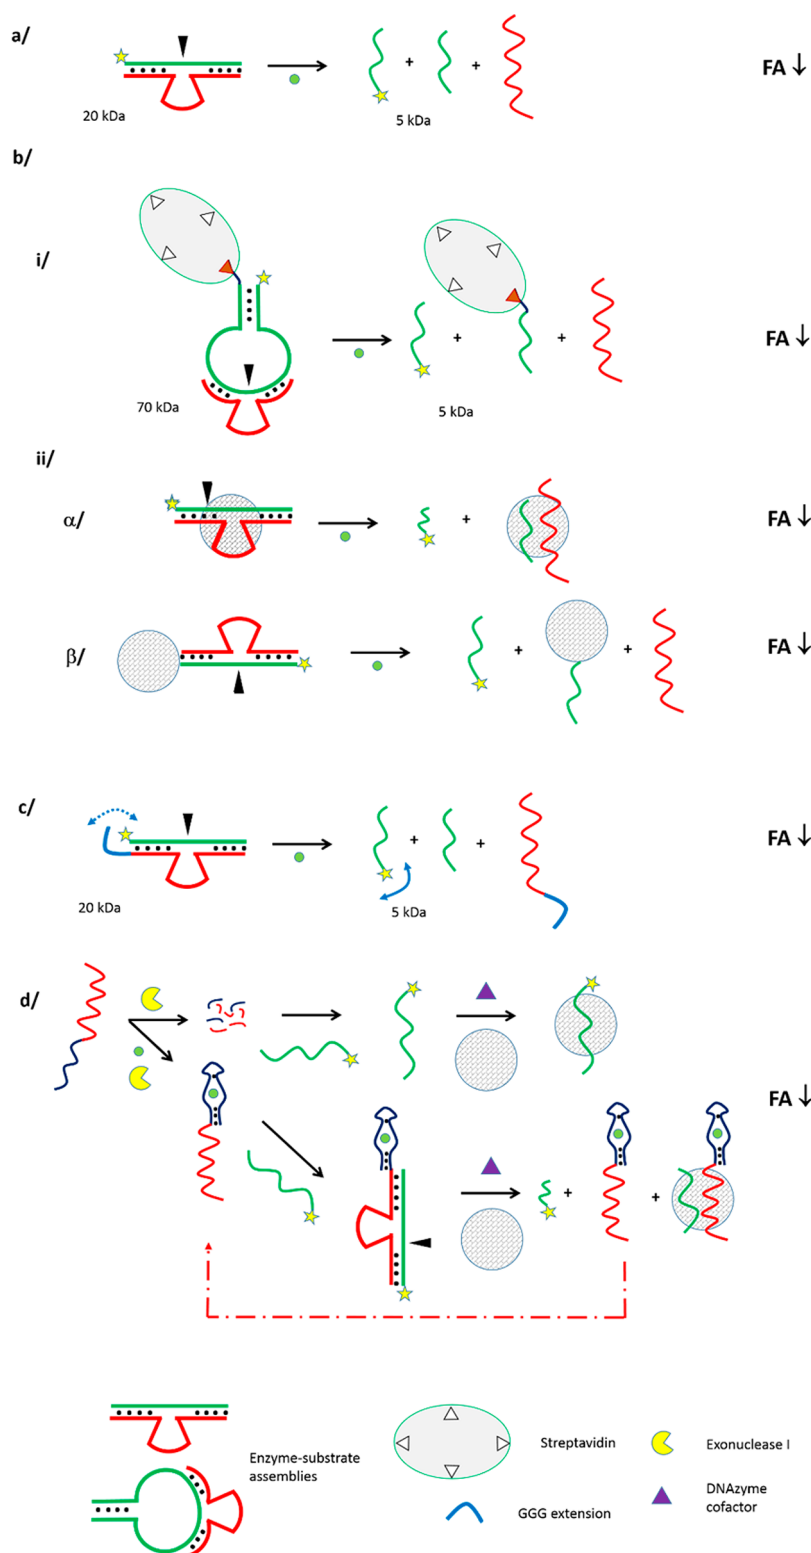 a/
20 kDa
+
+
5 kDa
FA ↓
b/
i/
70 kDa
+
+
5 kDa
FA ↓
ii/
α/
+
FA ↓
β/
+
+
FA ↓
c/
20 kDa
+
+
5 kDa
FA ↓
d/
+
+
FA ↓
Enzyme-substrate
assemblies
Streptavidin
GGG extension
Exonuclease I
DNAzyme
cofactor